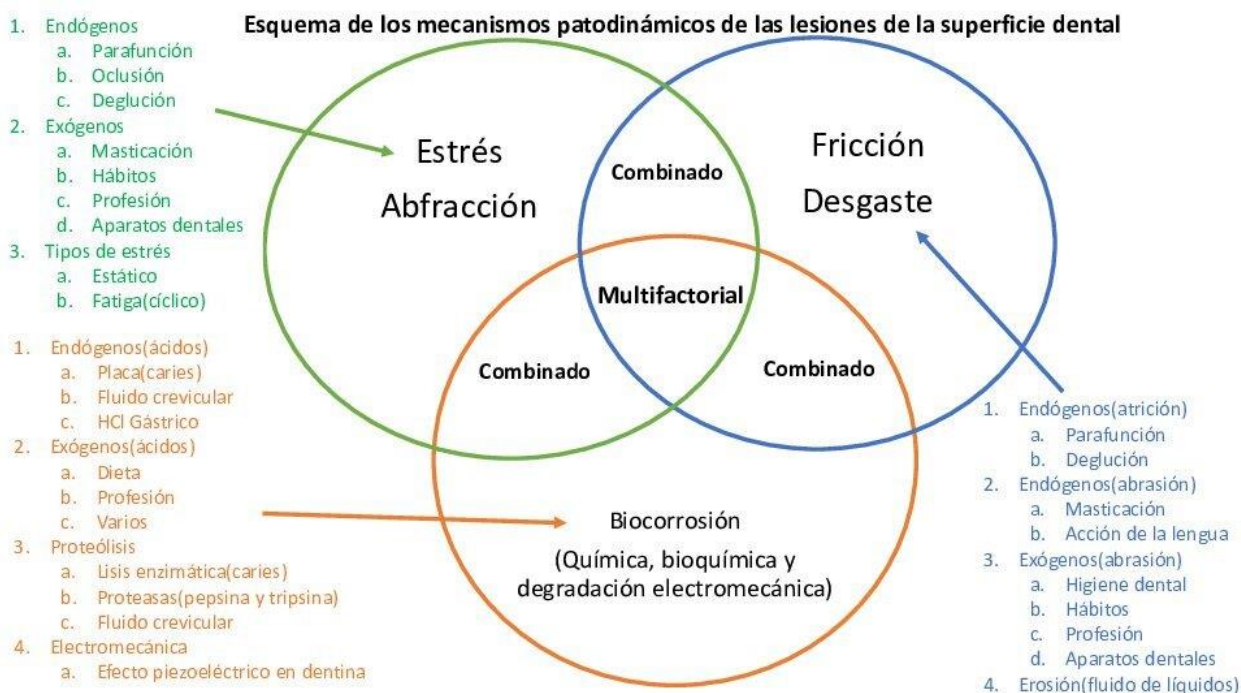 Esquema de los mecanismos patodinámicos de las lesiones de la superficie dental
1. Endógenos
a. Parafunción
b. Oclusión
c. Deglución
2. Exógenos
a. Masticación
b. Hábitos
c. Profesión
d. Aparatos dentales
3. Tipos de estrés
a. Estático
b. Fatiga(cíclico)
Estrés
Abfracción
Combinado
Fricción
Desgaste
Multifactorial
Combinado
Combinado
1. Endógenos(ácidos)
a. Placa(caries)
b. Fluido crevicular
c. HCl Gástrico
2. Exógenos(ácidos)
a. Dieta
b. Profesión
c. Varios
3. Proteólisis
a. Lisis enzimática(caries)
b. Proteasas(pepsina y tripsina)
c. Fluido crevicular
4. Electromecánica
a. Efecto piezoeléctrico en dentina
Biocorrosión
(Química, bioquímica y
degradación electromecánica)
1. Endógenos(atrición)
a. Parafunción
b. Deglución
2. Endógenos(abrasión)
a. Masticación
b. Acción de la lengua
3. Exógenos(abrasión)
a. Higiene dental
b. Hábitos
c. Profesión
d. Aparatos dentales
4. Erosión(fluido de líquidos)